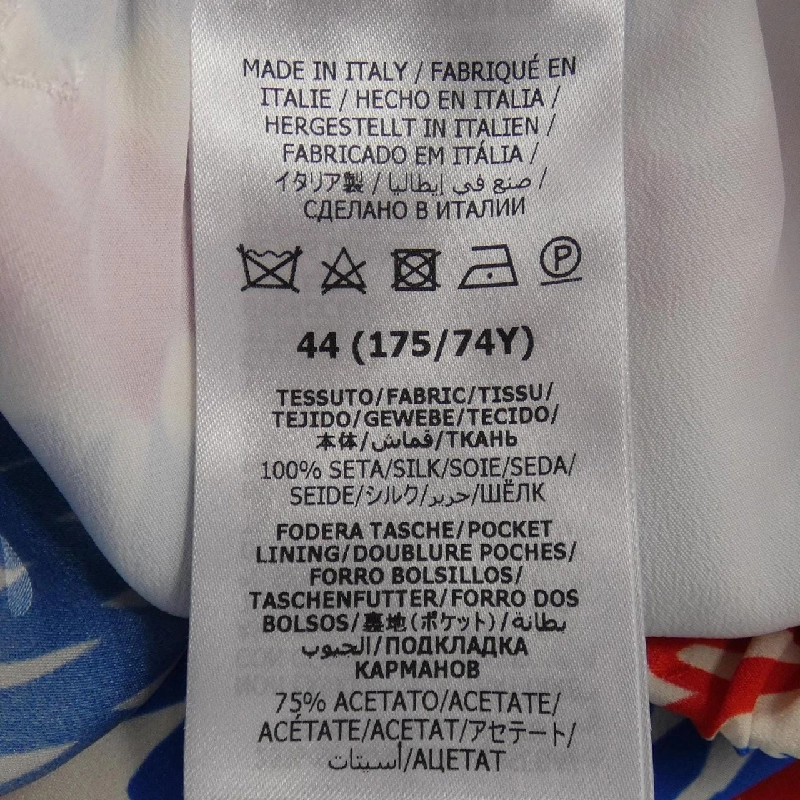 MADE IN ITALY / FABRIQUÉ EN
ITALIE / HECHO EN ITALIA /
HERGESTELLT IN ITALIEN /
FABRICADO EM ITÁLIA /
イタリア製 / صنع في إيطاليا /
СДЕЛАНО В ИТАЛИИ
P
44 (175/74Y)
TESSUTO/FABRIC/TISSU/
TEJIDO/GEWEBE/TECIDO/
本体/قماش/ТКАНЬ
100% SETA/SILK/SOIE/SEDA/
SEIDE/シルク/حرير/ШЁЛК
FODERA TASCHE/POCKET
LINING/DOUBLURE POCHES/
FORRO BOLSILLOS/
TASCHENFUTTER/FORRO DOS
BOLSOS/裏地(ポケット)/بطانة
الجيوب/ПОДКЛАДКА
КАРМАНОВ
75% ACETATO/ACETATE/
ACÉTATE/ACETAT/アセテート/
أسيتات/АЦЕТАТ